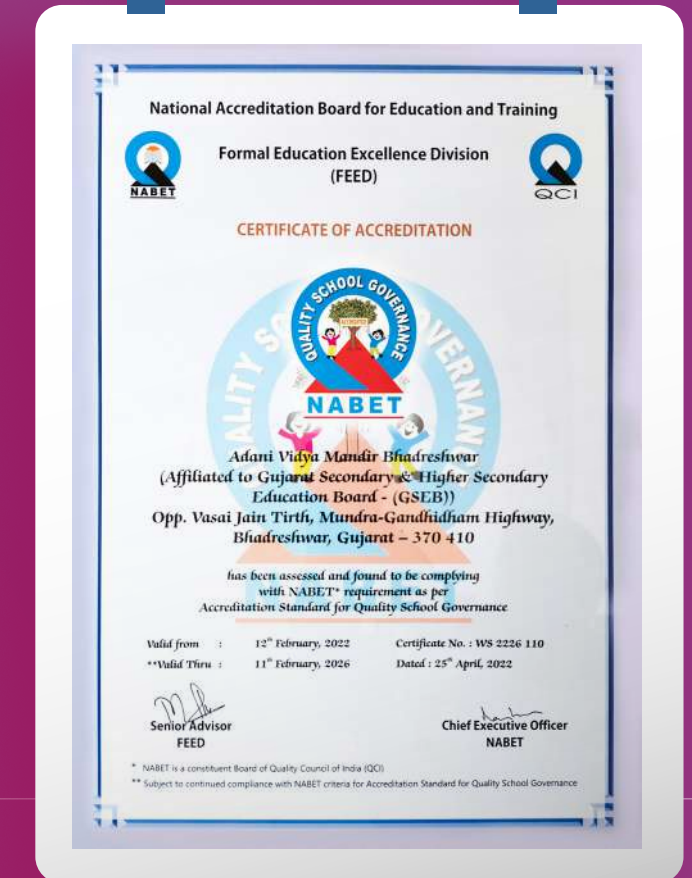 National Accreditation Board for Education and Training
Formal Education Excellence Division
(FEED)
NABET
QCI
CERTIFICATE OF ACCREDITATION
QUALITY SCHOOL GOVERNANCE
ACCREDITED
NABET
Adani Vidya Mandir Bhadreshwar
(Affiliated to Gujarat Secondary & Higher Secondary
Education Board - (GSEB))
Opp. Vasai Jain Tirth, Mundra-Gandhidham Highway,
Bhadreshwar, Gujarat – 370 410
has been assessed and found to be complying
with NABET* requirement as per
Accreditation Standard for Quality School Governance
Valid from : 12th February, 2022 Certificate No. : WS 2226 110
**Valid Thru : 11th February, 2026 Dated : 25th April, 2022
Senior Advisor
FEED
Chief Executive Officer
NABET
* NABET is a constituent Board of Quality Council of India (QCI)
** Subject to continued compliance with NABET criteria for Accreditation Standard for Quality School Governance